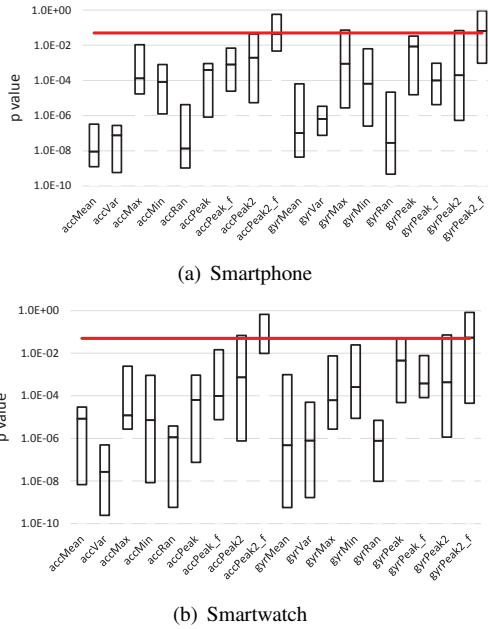 1.0E+00
1.0E-02
1.0E-04
1.0E-06
1.0E-08
1.0E-10
p value
accMean accVar accMax accMin accRan accPeak accPeak_f accPeak2 accPeak2_f gyrMean gyrVar gyrMax gyrMin gyrRan gyrPeak gyrPeak_f gyrPeak2 gyrPeak2_f
(a) Smartphone
1.0E+00
1.0E-02
1.0E-04
1.0E-06
1.0E-08
1.0E-10
p value
accMean accVar accMax accMin accRan accPeak accPeak_f accPeak2 accPeak2_f gyrMean gyrVar gyrMax gyrMin gyrRan gyrPeak gyrPeak_f gyrPeak2 gyrPeak2_f
(b) Smartwatch